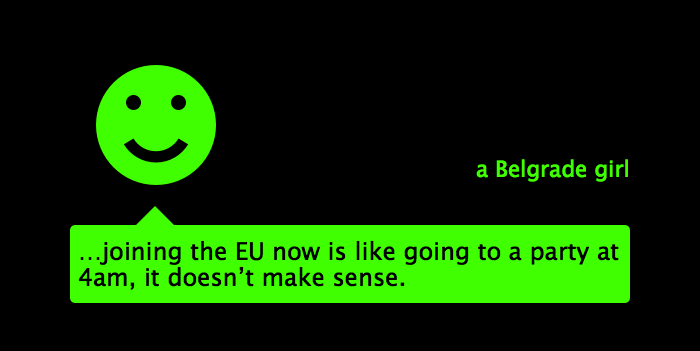 a Belgrade girl
…joining the EU now is like going to a party at
4am, it doesn’t make sense.